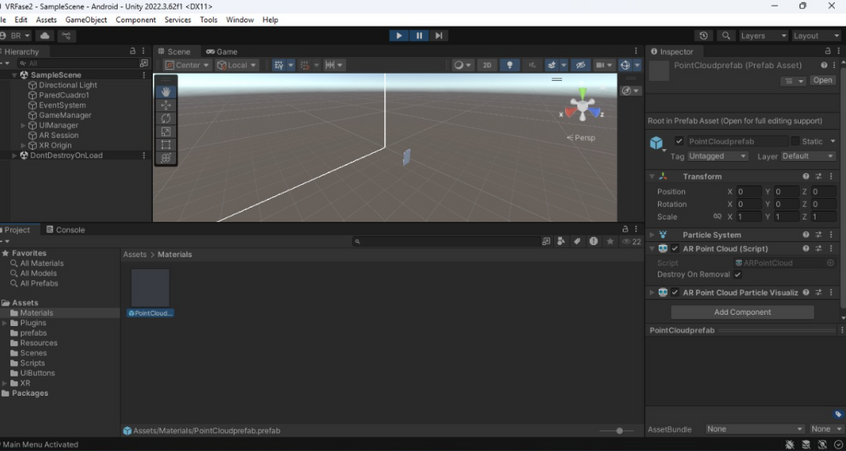 VRFase2 - SampleScene - Android - Unity 2022.3.62f1 <DX11>
le Edit Assets GameObject Component Services Tools Window Help
BR
Layers Layout
Hierarchy
Scene Game
Inspector
All
Center Local
2D
PointCloudprefab (Prefab Asset)
Open
SampleScene
Directional Light
ParedCuadro1
EventSystem
GameManager
UIManager
AR Session
XR Origin
DontDestroyOnLoad
x z
Persp
Root in Prefab Asset (Open for full editing support)
PointCloudprefab Static
Tag Untagged Layer Default
Transform
Position X 0 Y 0 Z 0
Rotation X 0 Y 0 Z 0
Scale X 1 Y 1 Z 1
Particle System
AR Point Cloud (Script)
Script ARPointCloud
Destroy On Removal
AR Point Cloud Particle Visualiz
Add Component
PointCloudprefab
AssetBundle None None
Project Console
22
Favorites
All Materials
All Models
All Prefabs
Assets
Materials
Plugins
prefabs
Resources
Scenes
Scripts
UIButtons
XR
Packages
Assets > Materials
PointCloud...
Assets/Materials/PointCloudprefab.prefab
Main Menu Activated